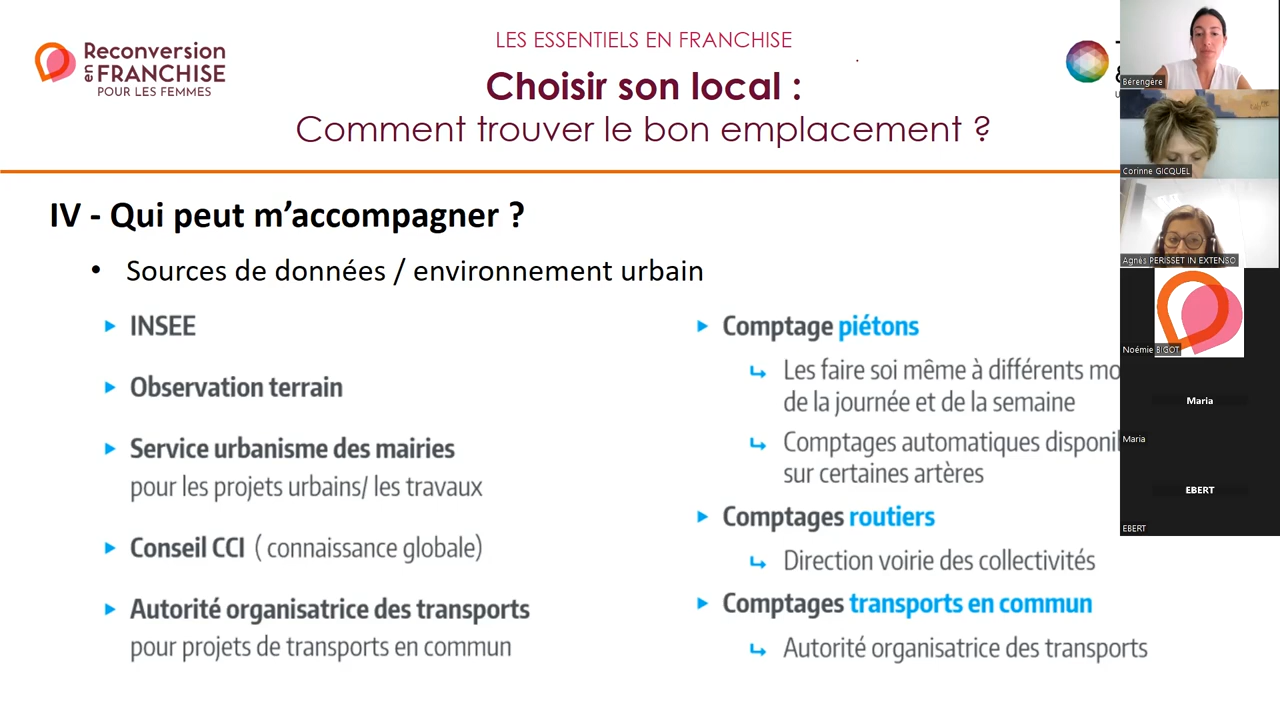 Reconversion
en FRANCHISE
POUR LES FEMMES
LES ESSENTIELS EN FRANCHISE
Choisir son local :
Comment trouver le bon emplacement ?
IV - Qui peut m’accompagner ?
• Sources de données / environnement urbain
INSEE
Observation terrain
Service urbanisme des mairies
pour les projets urbains/ les travaux
Conseil CCI ( connaissance globale)
Autorité organisatrice des transports
pour projets de transports en commun
Comptage piétons
Les faire soi même à différents mo
de la journée et de la semaine
Comptages automatiques disponi
sur certaines artères
Comptages routiers
Direction voirie des collectivités
Comptages transports en commun
Autorité organisatrice des transports
Bérengère
Corinne GICQUEL
Agnès PERISSET IN EXTENSO
Noémie BIGOT
Maria
Maria
EBERT
EBERT